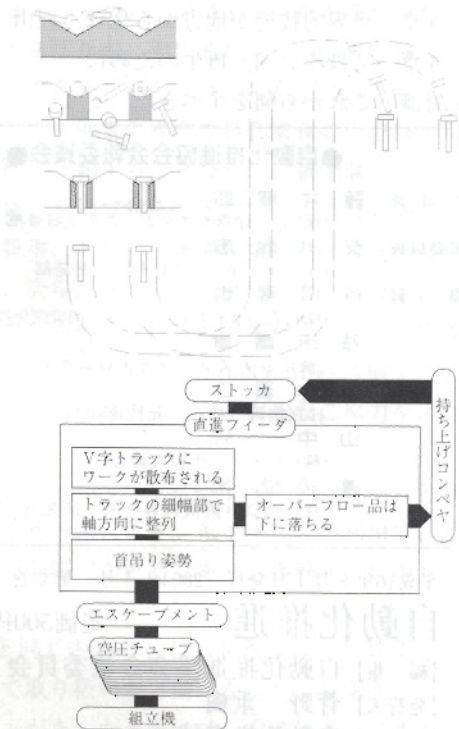 ストッカ
直進フィーダ
持ち上げコンベヤ
V字トラックに
ワークが散布される
トラックの細幅部で
軸方向に整列
オーバーフロー品は
下に落ちる
首吊り姿勢
エスケープメント
空圧チューブ
組立機